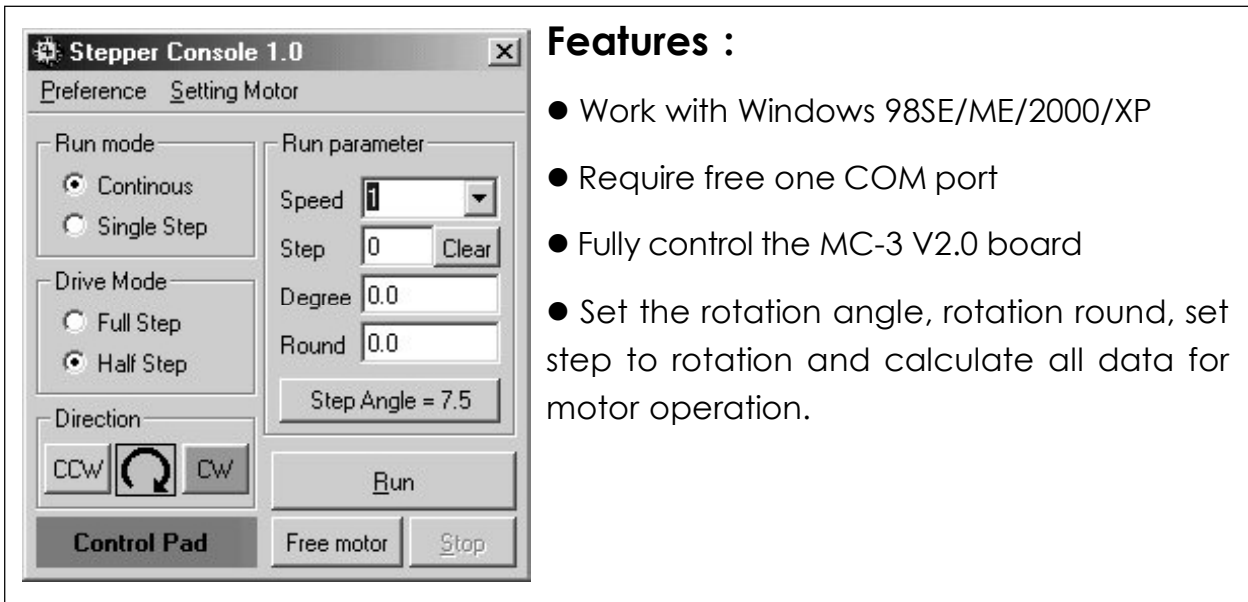 Stepper Console 1.0
Preference Setting Motor
Run mode
Continous
Single Step
Drive Mode
Full Step
Half Step
Direction
CCW CW
Control Pad
Run parameter
Speed 1
Step 0 Clear
Degree 0.0
Round 0.0
Step Angle = 7.5
Run
Free motor Stop
Features :
● Work with Windows 98SE/ME/2000/XP
● Require free one COM port
● Fully control the MC-3 V2.0 board
● Set the rotation angle, rotation round, set
step to rotation and calculate all data for
motor operation.